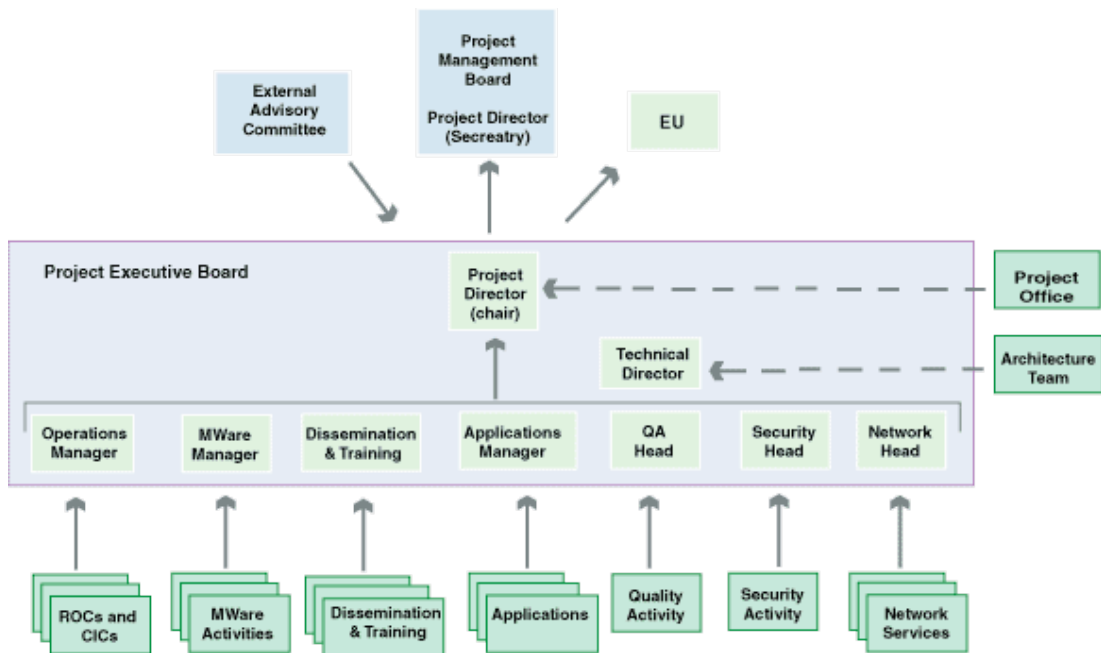 Project
Management
Board
Project Director
(Secreatry)
External
Advisory
Committee
EU
Project Executive Board
Project
Director
(chair)
Project
Office
Technical
Director
Architecture
Team
Operations
Manager
MWare
Manager
Dissemination
& Training
Applications
Manager
QA
Head
Security
Head
Network
Head
ROCs and
CICs
MWare
Activities
Dissemination
& Training
Applications
Quality
Activity
Security
Activity
Network
Services